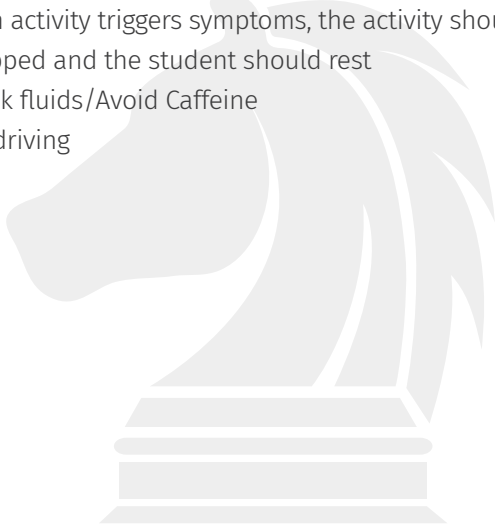 activity triggers symptoms, the activity
and the student should rest
fluids/Avoid Caffeine
driving